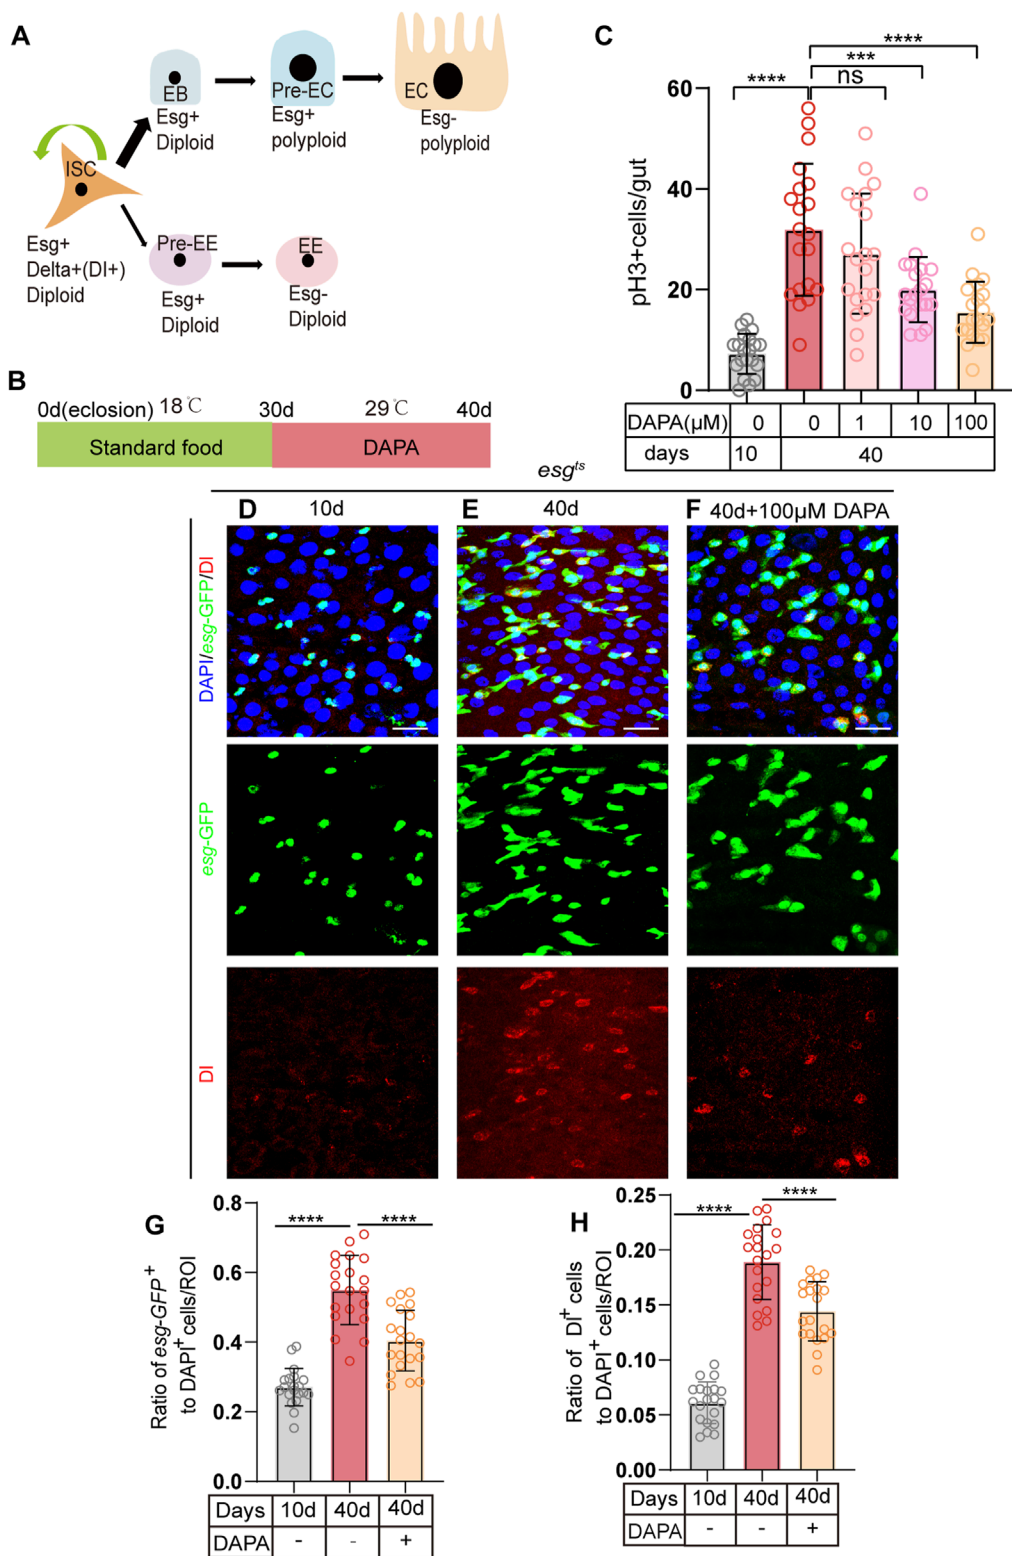 A
EB
Esg+
Diploid
Pre-EC
Esg+
polyploid
EC
Esg-
polyploid
ISC
Esg+
Delta+(DI+)
Diploid
Pre-EE
Esg+
Diploid
EE
Esg-
Diploid
B
0d(eclosion) 18℃ 30d 29℃ 40d
Standard food DAPA
C
****
***
****
ns
pH3+cells/gut
60
40
20
0
DAPA(μM) 0 0 1 10 100
days 10 40
esgts
D 10d
E 40d
F 40d+100μM DAPA
DAPI/esg-GFP/DI
esg-GFP
DI
G
Ratio of esg-GFP+
to DAPI+ cells/ROI
0.8
0.6
0.4
0.2
0.0
**** ****
Days 10d 40d 40d
DAPA - - +
H
Ratio of DI+ cells
to DAPI+ cells/ROI
0.25
0.20
0.15
0.10
0.05
0.00
**** ****
Days 10d 40d 40d
DAPA - - +